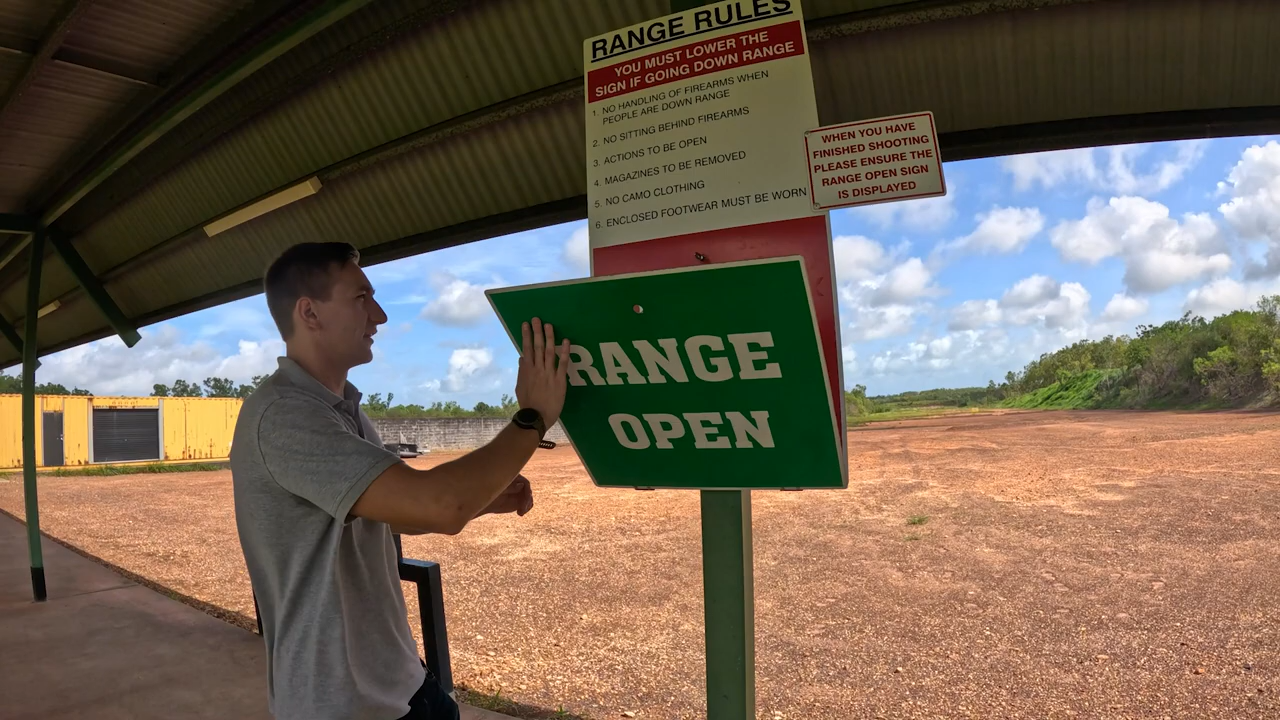 RANGE RULES
YOU MUST LOWER THE
SIGN IF GOING DOWN RANGE
1. NO HANDLING OF FIREARMS WHEN
PEOPLE ARE DOWN RANGE
2. NO SITTING BEHIND FIREARMS
3. ACTIONS TO BE OPEN
4. MAGAZINES TO BE REMOVED
5. NO CAMO CLOTHING
6. ENCLOSED FOOTWEAR MUST BE WORN
WHEN YOU HAVE
FINISHED SHOOTING
PLEASE ENSURE THE
RANGE OPEN SIGN
IS DISPLAYED
RANGE
OPEN